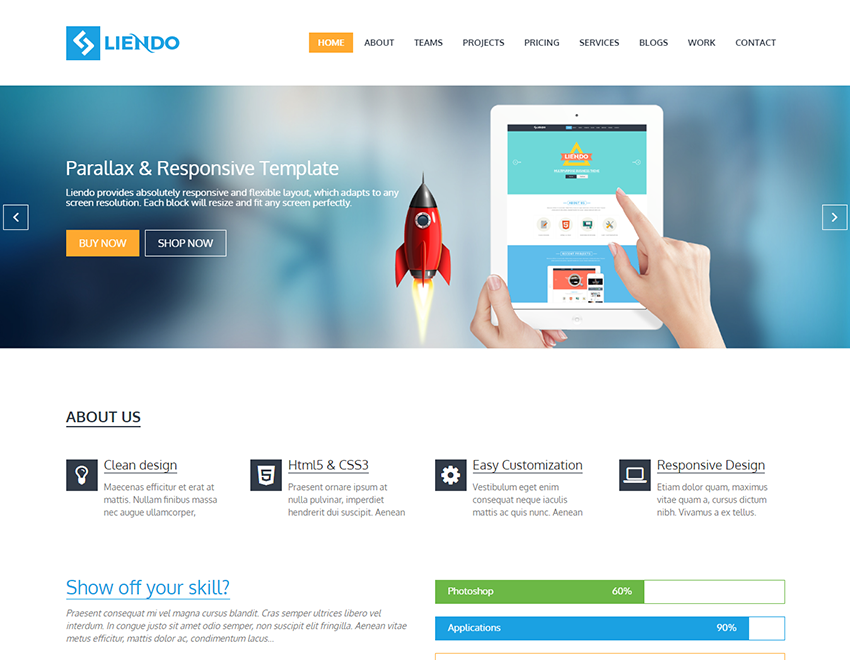 LIENDO
HOME ABOUT TEAMS PROJECTS PRICING SERVICES BLOGS WORK CONTACT
Parallax & Responsive Template
Liendo provides absolutely responsive and flexible layout, which adapts to any
screen resolution. Each block will resize and fit any screen perfectly.
BUY NOW SHOP NOW
LIENDO
ABOUT US
Clean design
Maecenas efficitur et erat at
mattis. Nullam finibus massa
nec augue ullamcorper,
Html5 & CSS3
Praesent ornare ipsum at
nulla pulvinar, imperdiet
hendrerit dui suscipit. Aenean
Easy Customization
Vestibulum eget enim
consequat neque iaculis
mattis ac quis nunc. Aenean
Responsive Design
Etiam dolor quam, maximus
vitae quam a, cursus dictum
nibh. Vivamus a ex tellus.
Show off your skill?
Praesent consequat mi vel magna cursus blandit. Cras semper ultrices libero vel
interdum. In congue justo sit amet odio semper, non suscipit elit fringilla. Aenean vitae
metus efficitur, mattis dolor ac, condimentum lacus...
Photoshop 60%
Applications 90%